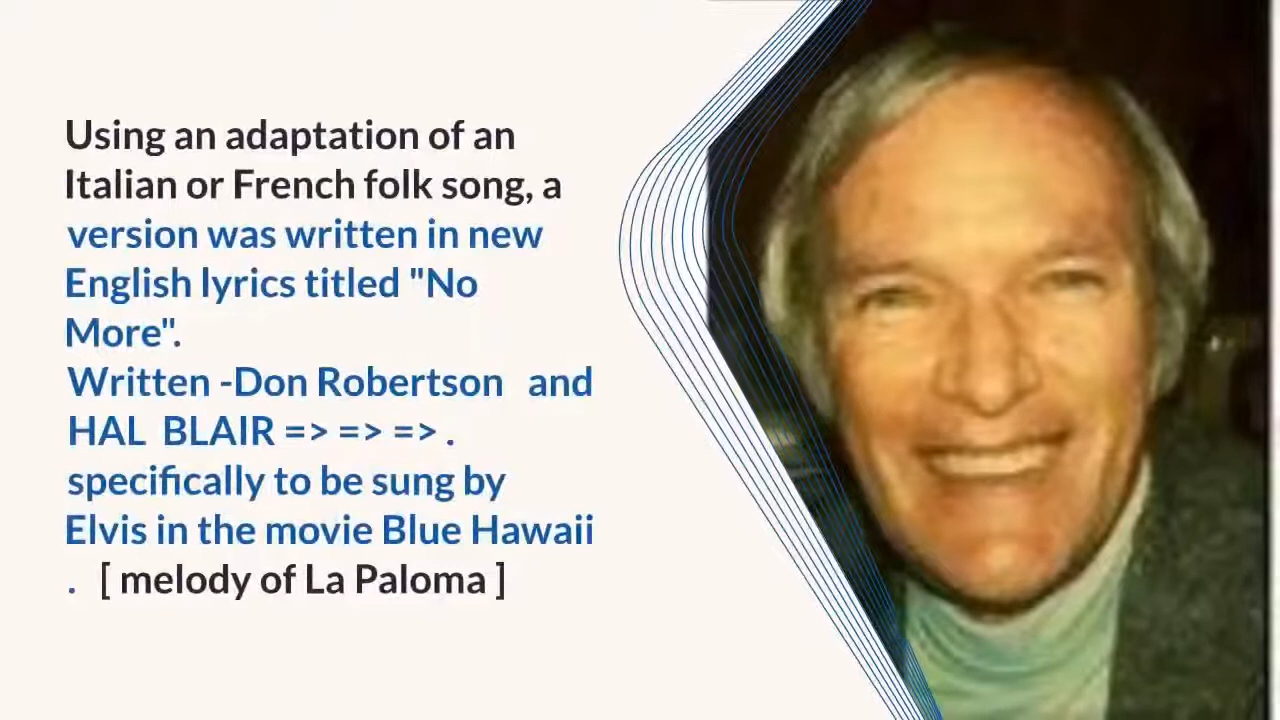 Using an adaptation of an
Italian or French folk song, a
version was written in new
English lyrics titled "No
More".
Written -Don Robertson and
HAL BLAIR => => => .
specifically to be sung by
Elvis in the movie Blue Hawaii
. [ melody of La Paloma ]